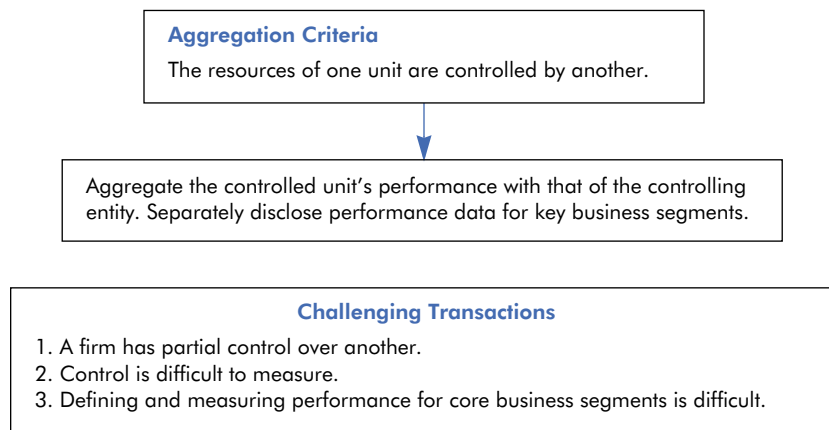 Aggregation Criteria
The resources of one unit are controlled by another.
Aggregate the controlled unit's performance with that of the controlling
entity. Separately disclose performance data for key business segments.
Challenging Transactions
1. A firm has partial control over another.
2. Control is difficult to measure.
3. Defining and measuring performance for core business segments is difficult.